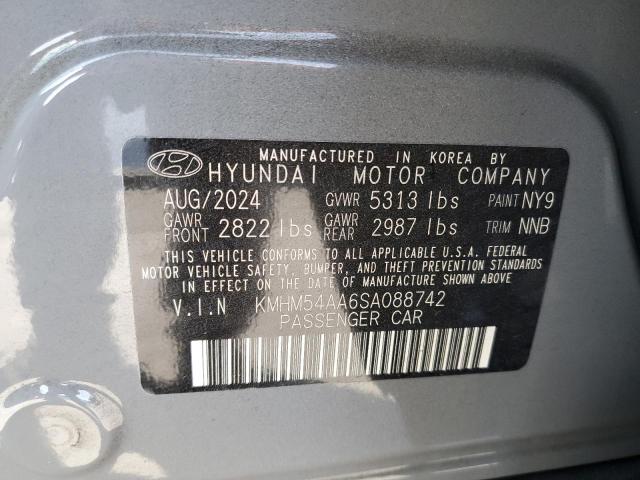 MANUFACTURED IN KOREA BY
HYUNDAI MOTOR COMPANY
AUG/2024 GVWR 5313 lbs PAINT NY9
GAWR FRONT 2822 lbs GAWR REAR 2987 lbs TRIM NNB
THIS VEHICLE CONFORMS TO ALL APPLICABLE U.S.A. FEDERAL
MOTOR VEHICLE SAFETY, BUMPER, AND THEFT PREVENTION STANDARDS
IN EFFECT ON THE DATE OF MANUFACTURE SHOWN ABOVE.
V.I.N KMHM54AA6SA088742
PASSENGER CAR